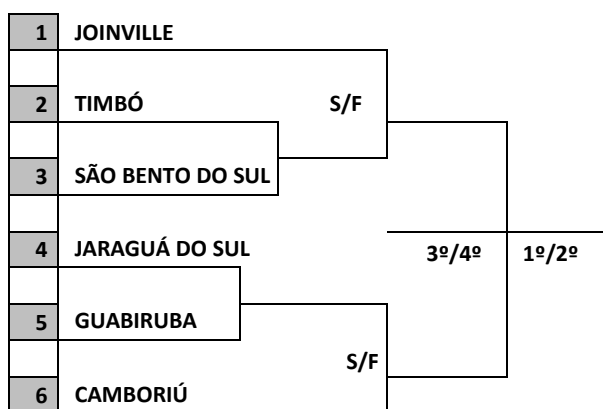 1 JOINVILLE
2 TIMBÓ S/F
3 SÃO BENTO DO SUL
4 JARAGUÁ DO SUL 3º/4º 1º/2º
5 GUABIRUBA
S/F
6 CAMBORIÚ